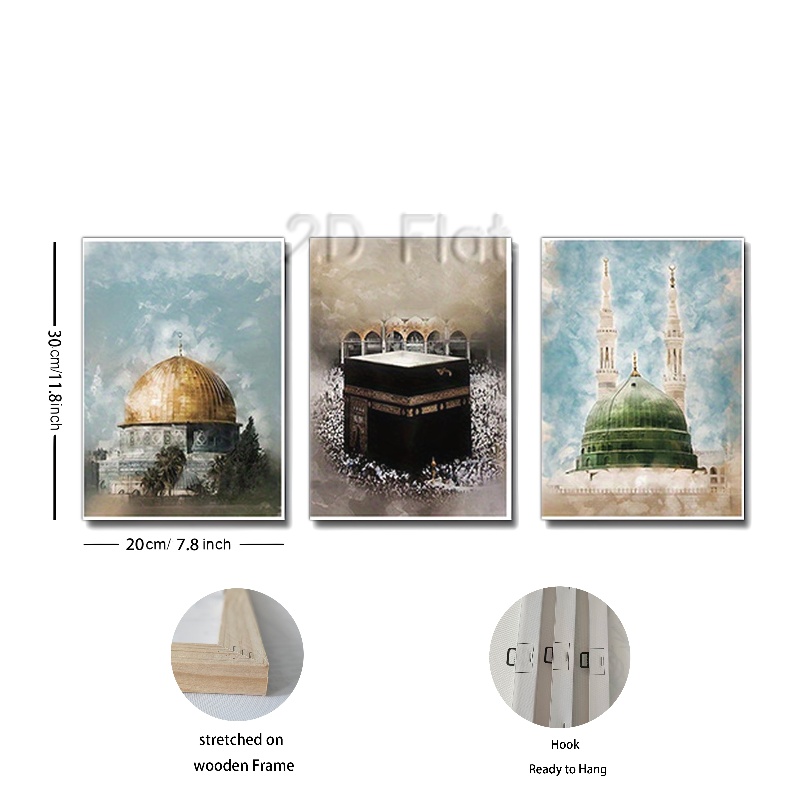 2D Flat
30cm/11.8inch
20cm/ 7.8 inch
stretched on
wooden Frame
Hook
Ready to Hang